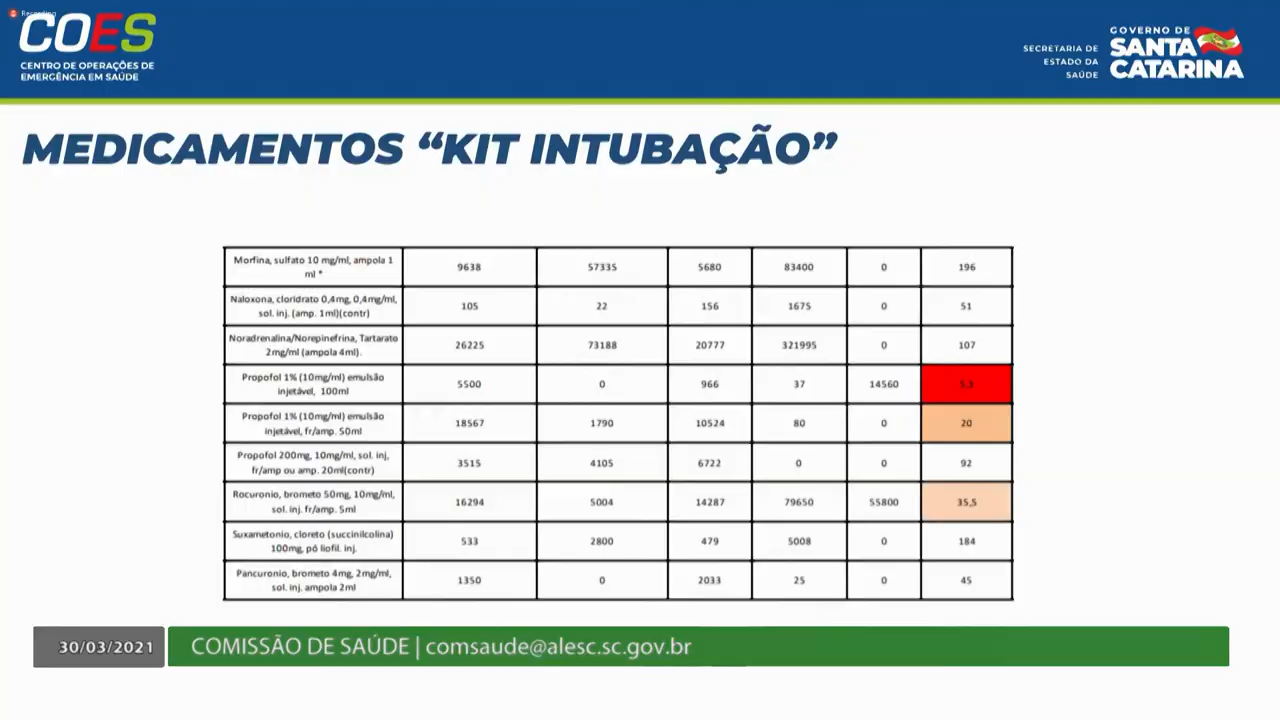 Recording
COES
CENTRO DE OPERAÇÕES DE
EMERGÊNCIA EM SAÚDE
SECRETARIA DE
ESTADO DA
SAÚDE
GOVERNO DE
SANTA
CATARINA
MEDICAMENTOS “KIT INTUBAÇÃO”
Morfina, sulfato 10 mg/ml, ampola 1
ml * 9638 57335 5680 83400 0 196
Naloxona, cloridrato 0,4mg, 0,4mg/ml,
sol. inj. (amp. 1ml)(contr) 105 22 156 1675 0 51
Noradrenalina/Norepinefrina, Tartarato
2mg/ml (ampola 4ml). 26225 73188 20777 321995 0 107
Propofol 1% (10mg/ml) emulsão
injetável, 100ml 5500 0 966 37 14560
Propofol 1% (10mg/ml) emulsão
injetável, fr/amp. 50ml 18567 1790 10524 80 0 20
Propofol 200mg, 10mg/ml, sol. inj,
fr/amp ou amp. 20ml(contr) 3515 4105 6722 0 0 92
Rocuronio, brometo 50mg, 10mg/ml,
sol. inj. fr/amp. 5ml 16294 5004 14287 79650 55800 35,5
Suxametonio, cloreto (succinilcolina)
100mg, pó liofil. inj. 533 2800 479 5008 0 184
Pancuronio, brometo 4mg, 2mg/ml,
sol. inj. ampola 2ml 1350 0 2033 25 0 45
30/03/2021 COMISSÃO DE SAÚDE | comsaude@alesc.sc.gov.br